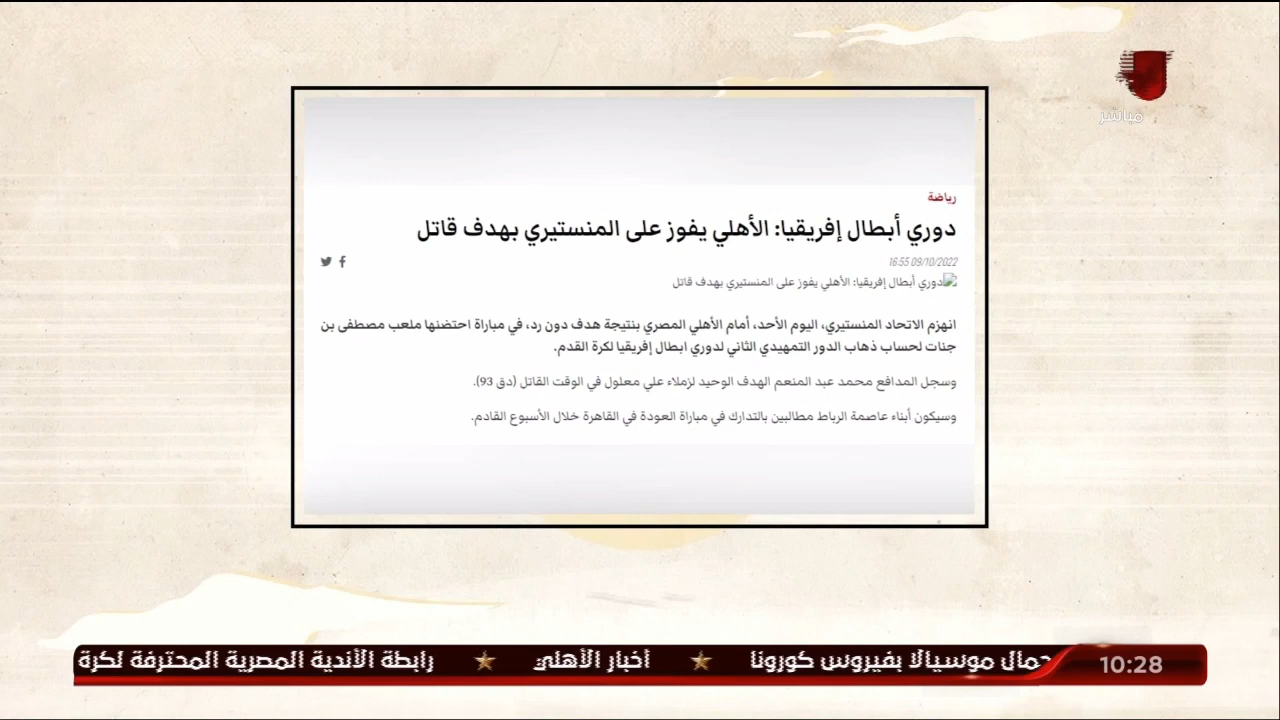 مباشر
رياضة
دوري أبطال إفريقيا: الأهلي يفوز على المنستيري بهدف قاتل
16:55 09/10/2022
دوري أبطال إفريقيا: الأهلي يفوز على المنستيري بهدف قاتل
انهزم الاتحاد المنستيري، اليوم الأحد، أمام الأهلي المصري بنتيجة هدف دون رد، في مباراة احتضنها ملعب مصطفى بن
جنات لحساب ذهاب الدور التمهيدي الثاني لدوري ابطال إفريقيا لكرة القدم.
وسجل المدافع محمد عبد المنعم الهدف الوحيد لزملاء علي معلول في الوقت القاتل (دق 93).
وسيكون أبناء عاصمة الرباط مطالبين بالتدارك في مباراة العودة في القاهرة خلال الأسبوع القادم.
10:28
جمال موسيالا بفيروس كورونا ★ أخبار الأهلي ★ رابطة الأندية المصرية المحترفة لكرة